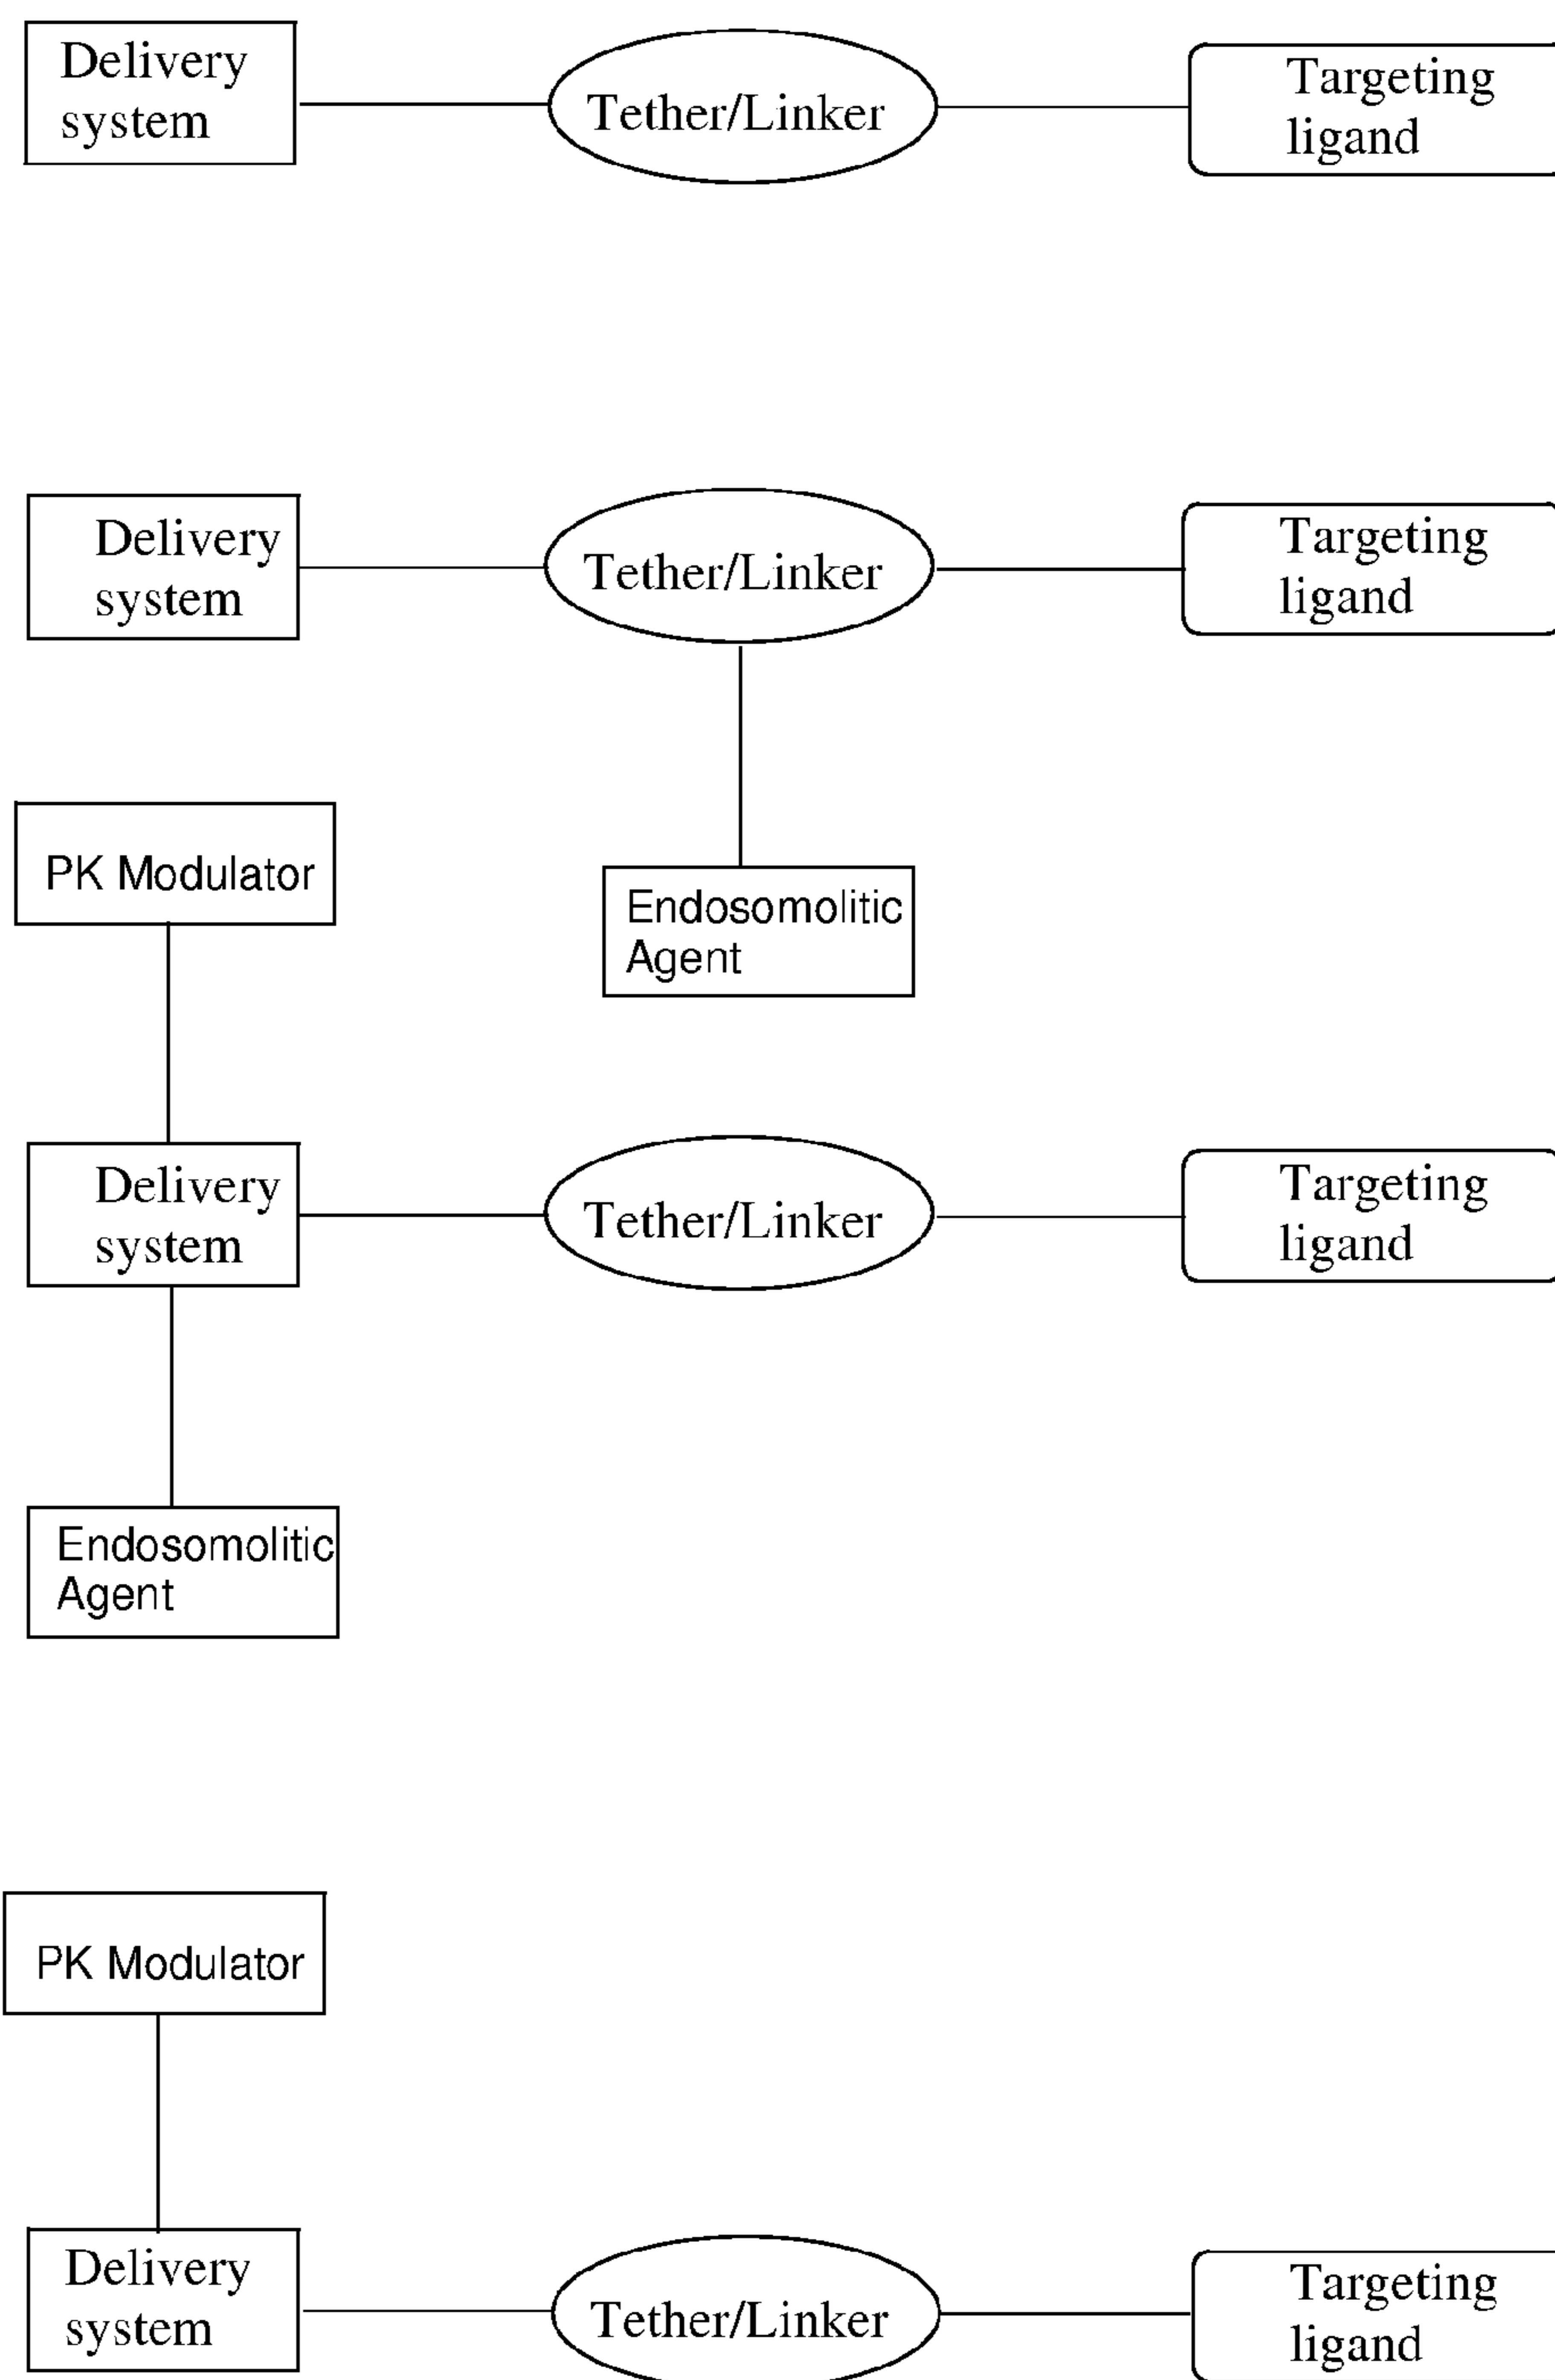 Delivery
system
Tether/Linker
Targeting
ligand
Delivery
system
Tether/Linker
Targeting
ligand
PK Modulator
Endosomolitic
Agent
Delivery
system
Tether/Linker
Targeting
ligand
Endosomolitic
Agent
PK Modulator
Delivery
system
Tether/Linker
Targeting
ligand